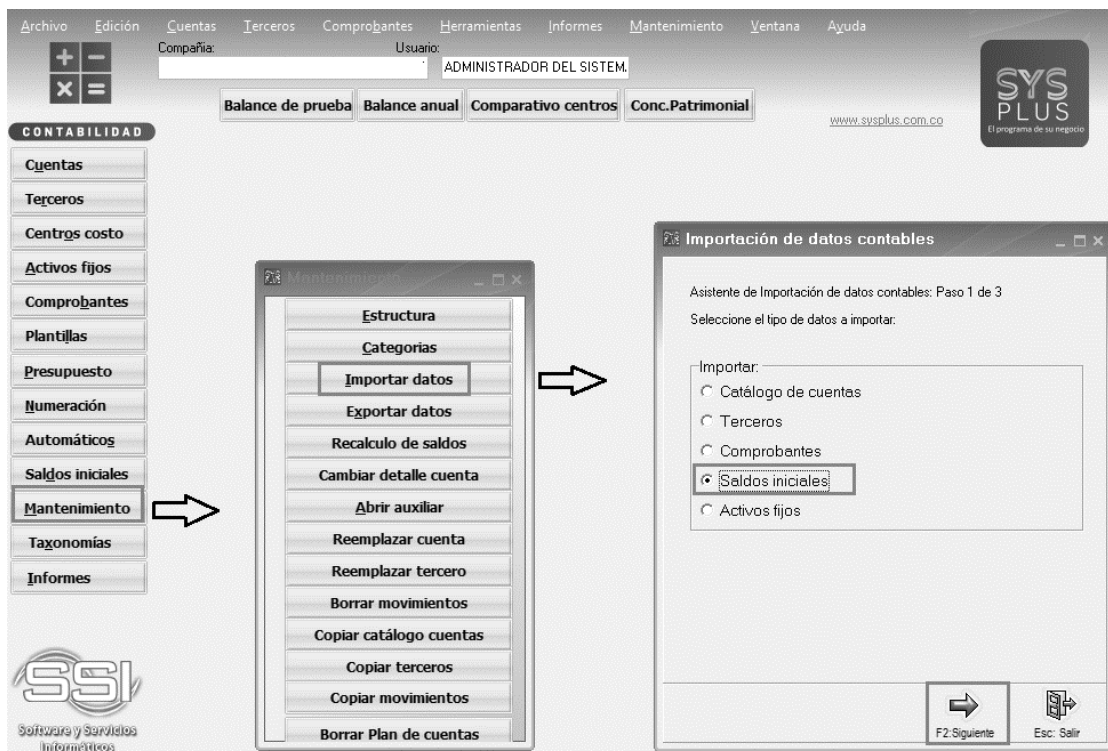 Archivo Edición Cuentas Terceros Comprobantes Herramientas Informes Mantenimiento Ventana Ayuda
Compañia: Usuario:
ADMINISTRADOR DEL SISTEM.
Balance de prueba Balance anual Comparativo centros Conc.Patrimonial
www.sysplus.com.co
SYS
PLUS
El programa de su negocio
CONTABILIDAD
Cuentas
Terceros
Centros costo
Activos fijos
Comprobantes
Plantillas
Presupuesto
Numeración
Automáticos
Saldos iniciales
Mantenimiento
Taxonomías
Informes
SSI
Software y Servicios
Informáticos
Mantenimiento
Estructura
Categorias
Importar datos
Exportar datos
Recalculo de saldos
Cambiar detalle cuenta
Abrir auxiliar
Reemplazar cuenta
Reemplazar tercero
Borrar movimientos
Copiar catálogo cuentas
Copiar terceros
Copiar movimientos
Borrar Plan de cuentas
Importación de datos contables
Asistente de Importación de datos contables: Paso 1 de 3
Seleccione el tipo de datos a importar:
Importar:
Catálogo de cuentas
Terceros
Comprobantes
Saldos iniciales
Activos fijos
F2:Siguiente Esc: Salir